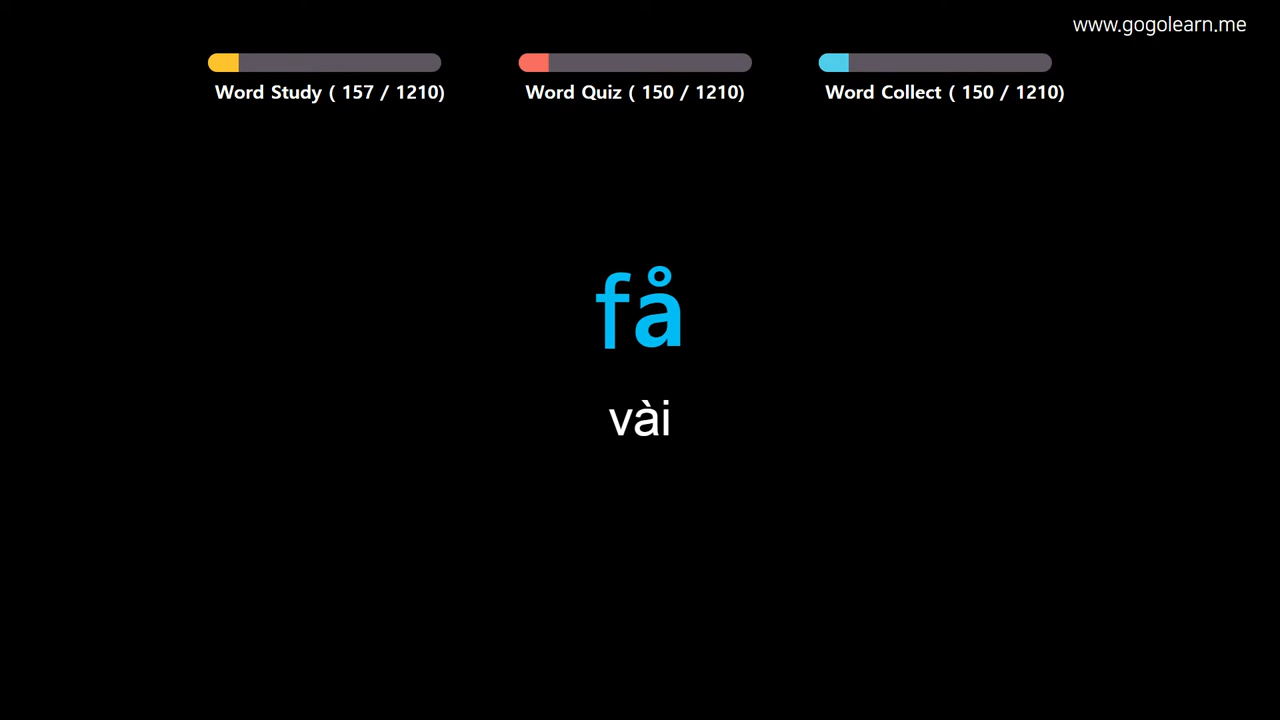 www.gogolearn.me
Word Study ( 157 / 1210)
Word Quiz ( 150 / 1210)
Word Collect ( 150 / 1210)
få
vài